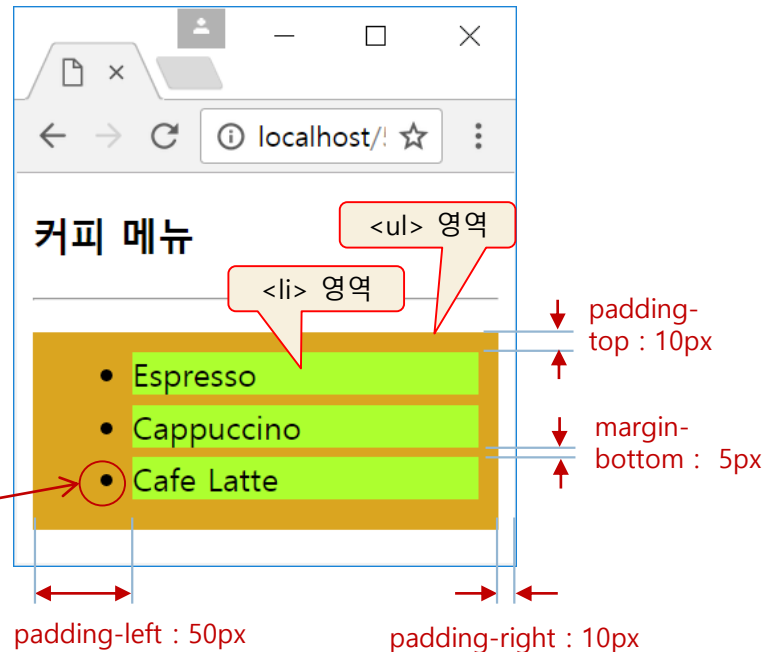 localhost/!
커피 메뉴
<ul> 영역
<li> 영역
padding-
top : 10px
• Espresso
• Cappuccino
• Cafe Latte
margin-
bottom : 5px
padding-left : 50px
padding-right : 10px